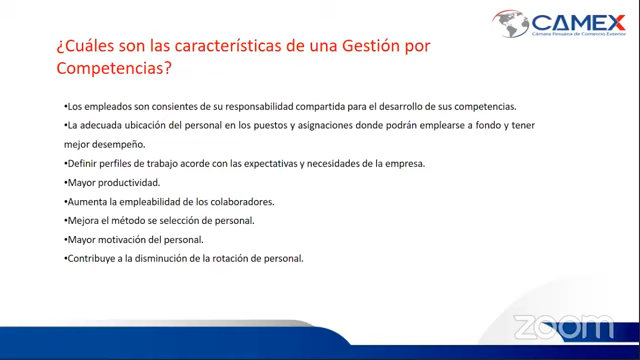 CAMEX
Cámara Peruana de Comercio Exterior
¿Cuáles son las características de una Gestión por
Competencias?
•Los empleados son consientes de su responsabilidad compartida para el desarrollo de sus competencias.
•La adecuada ubicación del personal en los puestos y asignaciones donde podrán emplearse a fondo y tener
mejor desempeño.
•Definir perfiles de trabajo acorde con las expectativas y necesidades de la empresa.
•Mayor productividad.
•Aumenta la empleabilidad de los colaboradores.
•Mejora el método se selección de personal.
•Mayor motivación del personal.
•Contribuye a la disminución de la rotación de personal.
zoom